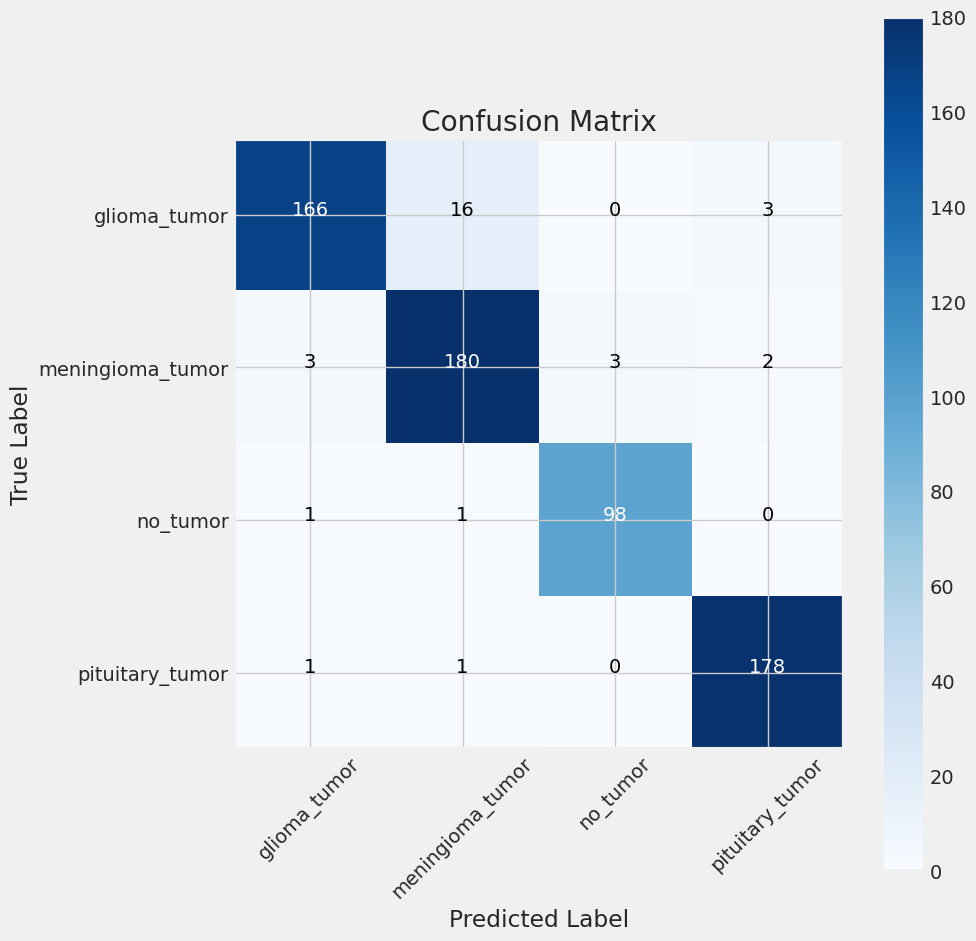 Confusion Matrix
True Label
glioma_tumor 166 16 0 3
meningioma_tumor 3 180 3 2
no_tumor 1 1 98 0
pituitary_tumor 1 1 0 178
glioma_tumor meningioma_tumor no_tumor pituitary_tumor
Predicted Label
180
160
140
120
100
80
60
40
20
0